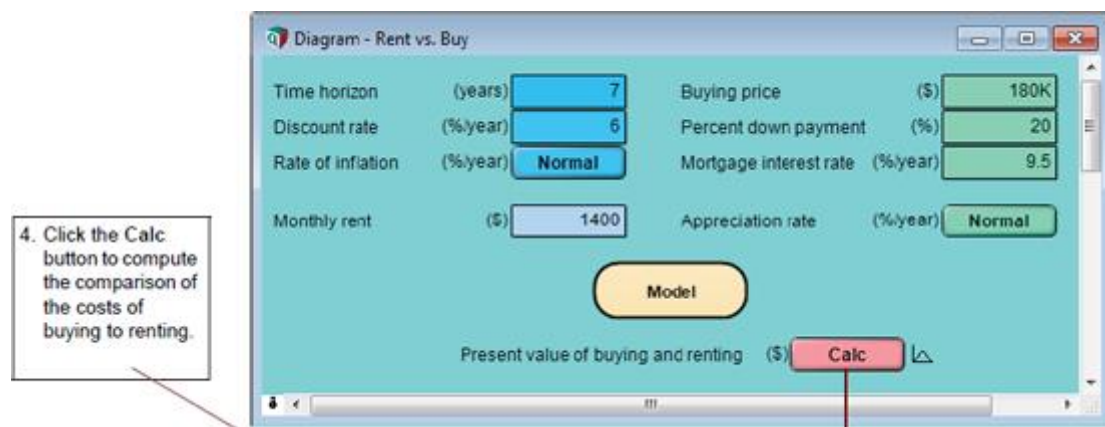 Diagram - Rent vs. Buy
Time horizon (years) 7 Buying price ($) 180K
Discount rate (%/year) 6 Percent down payment (%) 20
Rate of inflation (%/year) Normal Mortgage interest rate (%/year) 9.5
Monthly rent ($) 1400 Appreciation rate (%/year) Normal
4. Click the Calc
button to compute
the comparison of
the costs of
buying to renting.
Model
Present value of buying and renting ($) Calc